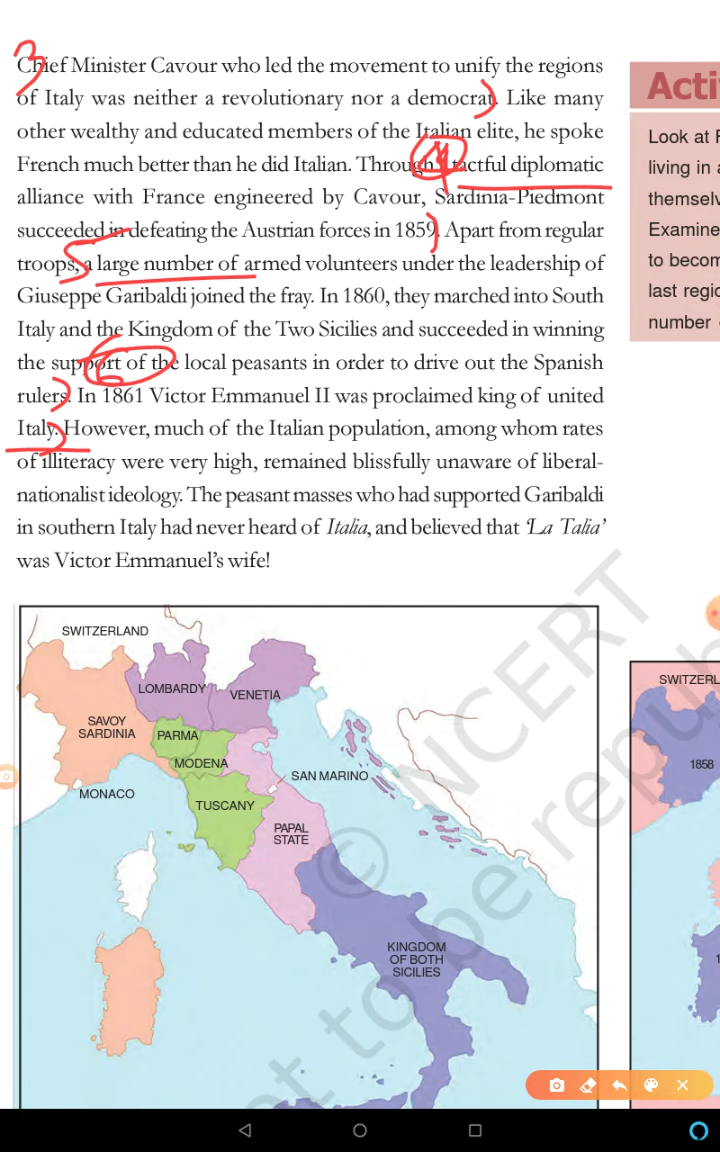 3
Chief Minister Cavour who led the movement to unify the regions
of Italy was neither a revolutionary nor a democrat. Like many
other wealthy and educated members of the Italian elite, he spoke
French much better than he did Italian. Through a tactful diplomatic
4
alliance with France engineered by Cavour, Sardinia-Piedmont
succeeded in defeating the Austrian forces in 1859. Apart from regular
5
troops, a large number of armed volunteers under the leadership of
Giuseppe Garibaldi joined the fray. In 1860, they marched into South
Italy and the Kingdom of the Two Sicilies and succeeded in winning
6
the support of the local peasants in order to drive out the Spanish
rulers. In 1861 Victor Emmanuel II was proclaimed king of united
Italy. However, much of the Italian population, among whom rates
of illiteracy were very high, remained blissfully unaware of liberal-
nationalist ideology. The peasant masses who had supported Garibaldi
in southern Italy had never heard of Italia, and believed that ‘La Talia’
was Victor Emmanuel’s wife!
Acti
Look at F
living in a
themselv
Examine
to becom
last regio
number
SWITZERLAND
LOMBARDY
VENETIA
SAVOY
SARDINIA
PARMA
MODENA
MONACO
SAN MARINO
TUSCANY
PAPAL
STATE
KINGDOM
OF BOTH
SICILIES
SWITZERL
1858
1
© NCERT
t to be republ